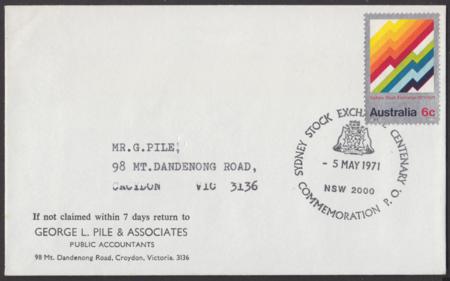 Sydney Stock Exchange 1871-1971
Australia 6c
SYDNEY STOCK EXCHANGE CENTENARY
- 5 MAY 1971
NSW 2000
COMMEMORATION P.O.
MR.G.PILE,
98 MT.DANDENONG ROAD,
CROYDON VIC 3136
If not claimed within 7 days return to
GEORGE L. PILE & ASSOCIATES
PUBLIC ACCOUNTANTS
98 Mt. Dandenong Road, Croydon, Victoria. 3136